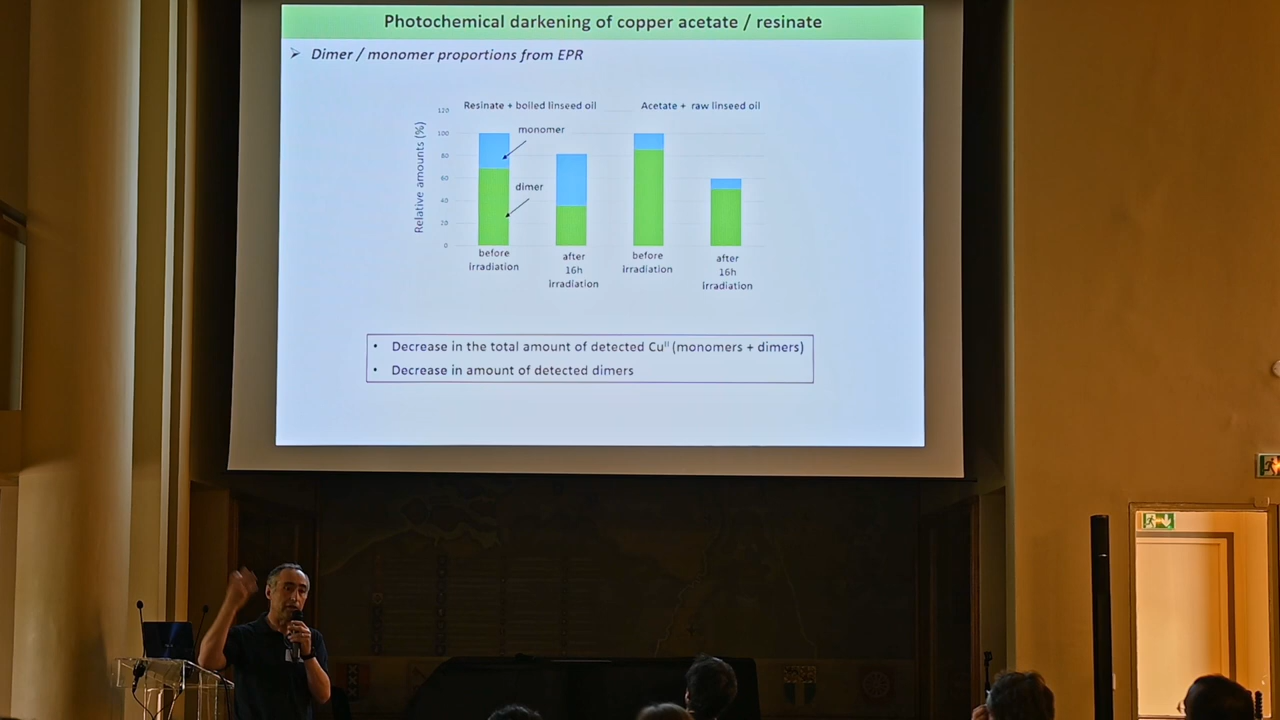 Photochemical darkening of copper acetate / resinate
➢ Dimer / monomer proportions from EPR
Resinate + boiled linseed oil
Acetate + raw linseed oil
Relative amounts (%)
120
100
80
60
40
20
0
monomer
dimer
before
irradiation
after
16h
irradiation
before
irradiation
after
16h
irradiation
• Decrease in the total amount of detected Cuᴵᴵ (monomers + dimers)
• Decrease in amount of detected dimers